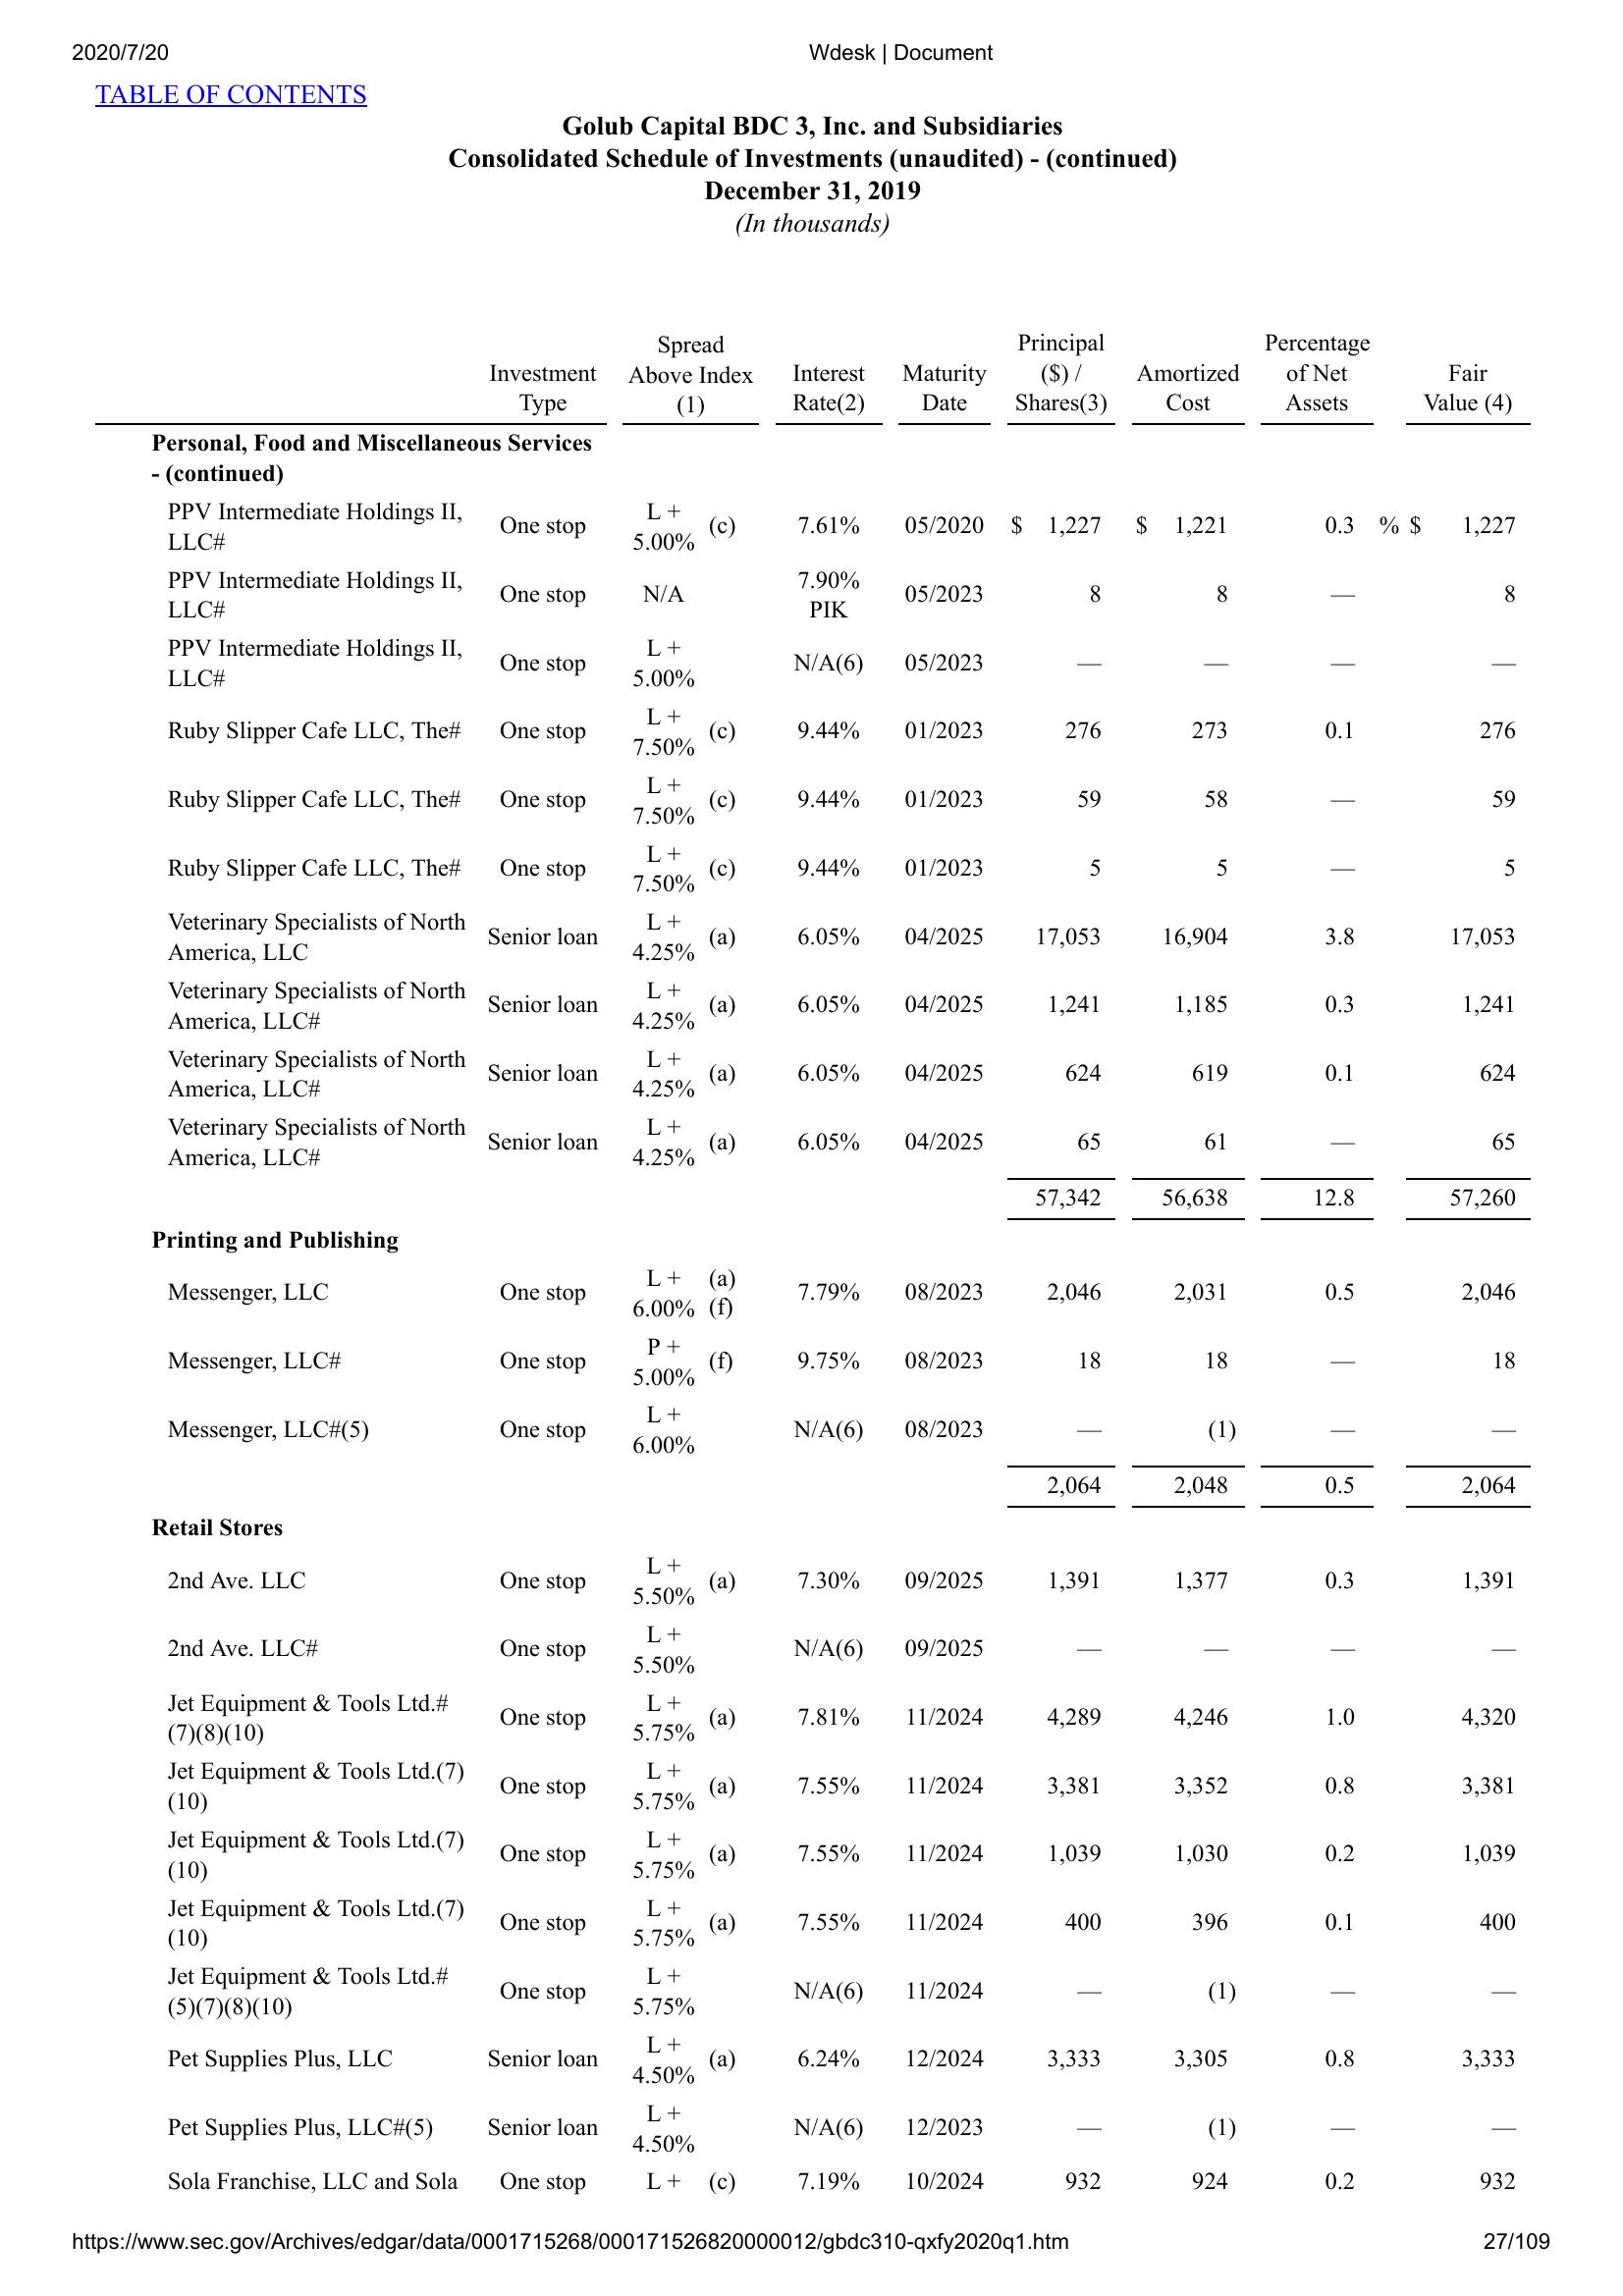 2020/7/20 Wdesk | Document
TABLE OF CONTENTS
Golub Capital BDC 3, Inc. and Subsidiaries
Consolidated Schedule of Investments (unaudited) - (continued)
December 31, 2019
(In thousands)
Investment Type Spread Above Index (1) Interest Rate(2) Maturity Date Principal ($) / Shares(3) Amortized Cost Percentage of Net Assets Fair Value (4)
Personal, Food and Miscellaneous Services
- (continued)
PPV Intermediate Holdings II, LLC# One stop L + 5.00% (c) 7.61% 05/2020 $ 1,227 $ 1,221 0.3 % $ 1,227
PPV Intermediate Holdings II, LLC# One stop N/A 7.90% PIK 05/2023 8 8 — 8
PPV Intermediate Holdings II, LLC# One stop L + 5.00% N/A(6) 05/2023 — — — —
Ruby Slipper Cafe LLC, The# One stop L + 7.50% (c) 9.44% 01/2023 276 273 0.1 276
Ruby Slipper Cafe LLC, The# One stop L + 7.50% (c) 9.44% 01/2023 59 58 — 59
Ruby Slipper Cafe LLC, The# One stop L + 7.50% (c) 9.44% 01/2023 5 5 — 5
Veterinary Specialists of North America, LLC Senior loan L + 4.25% (a) 6.05% 04/2025 17,053 16,904 3.8 17,053
Veterinary Specialists of North America, LLC# Senior loan L + 4.25% (a) 6.05% 04/2025 1,241 1,185 0.3 1,241
Veterinary Specialists of North America, LLC# Senior loan L + 4.25% (a) 6.05% 04/2025 624 619 0.1 624
Veterinary Specialists of North America, LLC# Senior loan L + 4.25% (a) 6.05% 04/2025 65 61 — 65
57,342 56,638 12.8 57,260
Printing and Publishing
Messenger, LLC One stop L + 6.00% (a) (f) 7.79% 08/2023 2,046 2,031 0.5 2,046
Messenger, LLC# One stop P + 5.00% (f) 9.75% 08/2023 18 18 — 18
Messenger, LLC#(5) One stop L + 6.00% N/A(6) 08/2023 — (1) — —
2,064 2,048 0.5 2,064
Retail Stores
2nd Ave. LLC One stop L + 5.50% (a) 7.30% 09/2025 1,391 1,377 0.3 1,391
2nd Ave. LLC# One stop L + 5.50% N/A(6) 09/2025 — — — —
Jet Equipment & Tools Ltd.# (7)(8)(10) One stop L + 5.75% (a) 7.81% 11/2024 4,289 4,246 1.0 4,320
Jet Equipment & Tools Ltd.(7) (10) One stop L + 5.75% (a) 7.55% 11/2024 3,381 3,352 0.8 3,381
Jet Equipment & Tools Ltd.(7) (10) One stop L + 5.75% (a) 7.55% 11/2024 1,039 1,030 0.2 1,039
Jet Equipment & Tools Ltd.(7) (10) One stop L + 5.75% (a) 7.55% 11/2024 400 396 0.1 400
Jet Equipment & Tools Ltd.# (5)(7)(8)(10) One stop L + 5.75% N/A(6) 11/2024 — (1) — —
Pet Supplies Plus, LLC Senior loan L + 4.50% (a) 6.24% 12/2024 3,333 3,305 0.8 3,333
Pet Supplies Plus, LLC#(5) Senior loan L + 4.50% N/A(6) 12/2023 — (1) — —
Sola Franchise, LLC and Sola One stop L + (c) 7.19% 10/2024 932 924 0.2 932
https://www.sec.gov/Archives/edgar/data/0001715268/000171526820000012/gbdc310-qxfy2020q1.htm 27/109